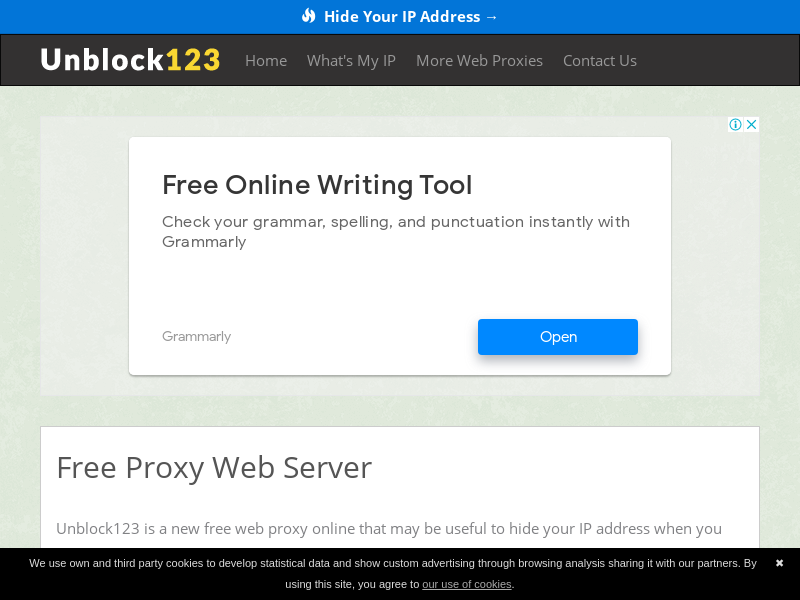 Hide Your IP Address →
Unblock123 Home What's My IP More Web Proxies Contact Us
Free Online Writing Tool
Check your grammar, spelling, and punctuation instantly with
Grammarly
Grammarly Open
Free Proxy Web Server
Unblock123 is a new free web proxy online that may be useful to hide your IP address when you
We use own and third party cookies to develop statistical data and show custom advertising through browsing analysis sharing it with our partners. By
using this site, you agree to our use of cookies.